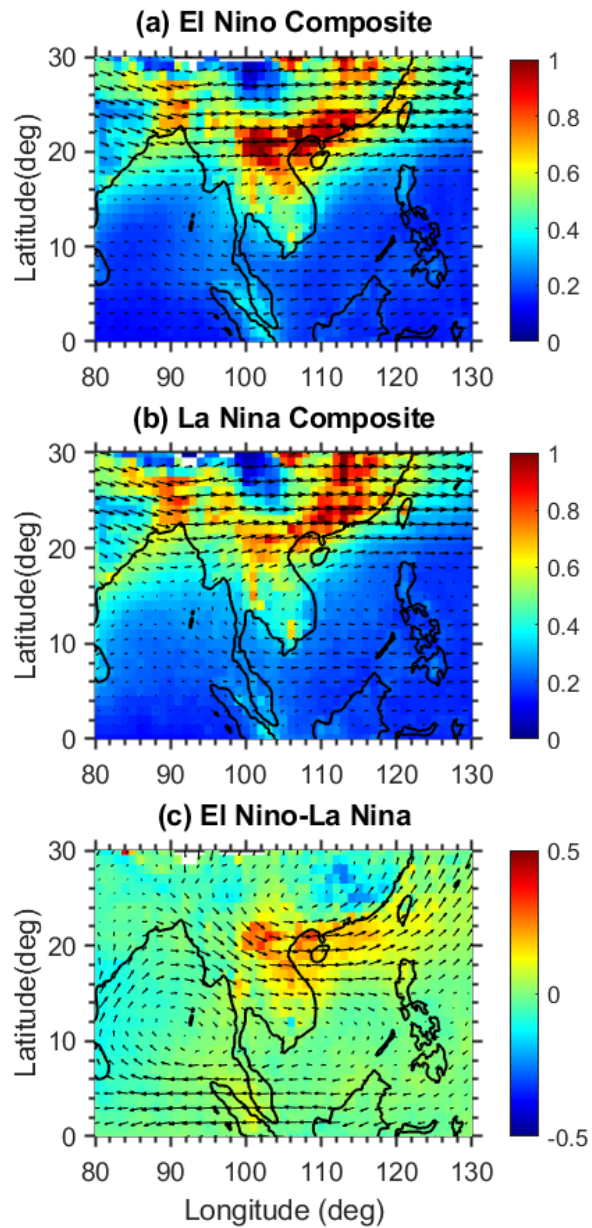 (a) El Nino Composite
30
20
10
0
Latitude(deg)
80 90 100 110 120 130
1
0.8
0.6
0.4
0.2
0
(b) La Nina Composite
30
20
10
0
Latitude(deg)
80 90 100 110 120 130
1
0.8
0.6
0.4
0.2
0
(c) El Nino-La Nina
30
20
10
0
Latitude(deg)
80 90 100 110 120 130
Longitude (deg)
0.5
0
-0.5